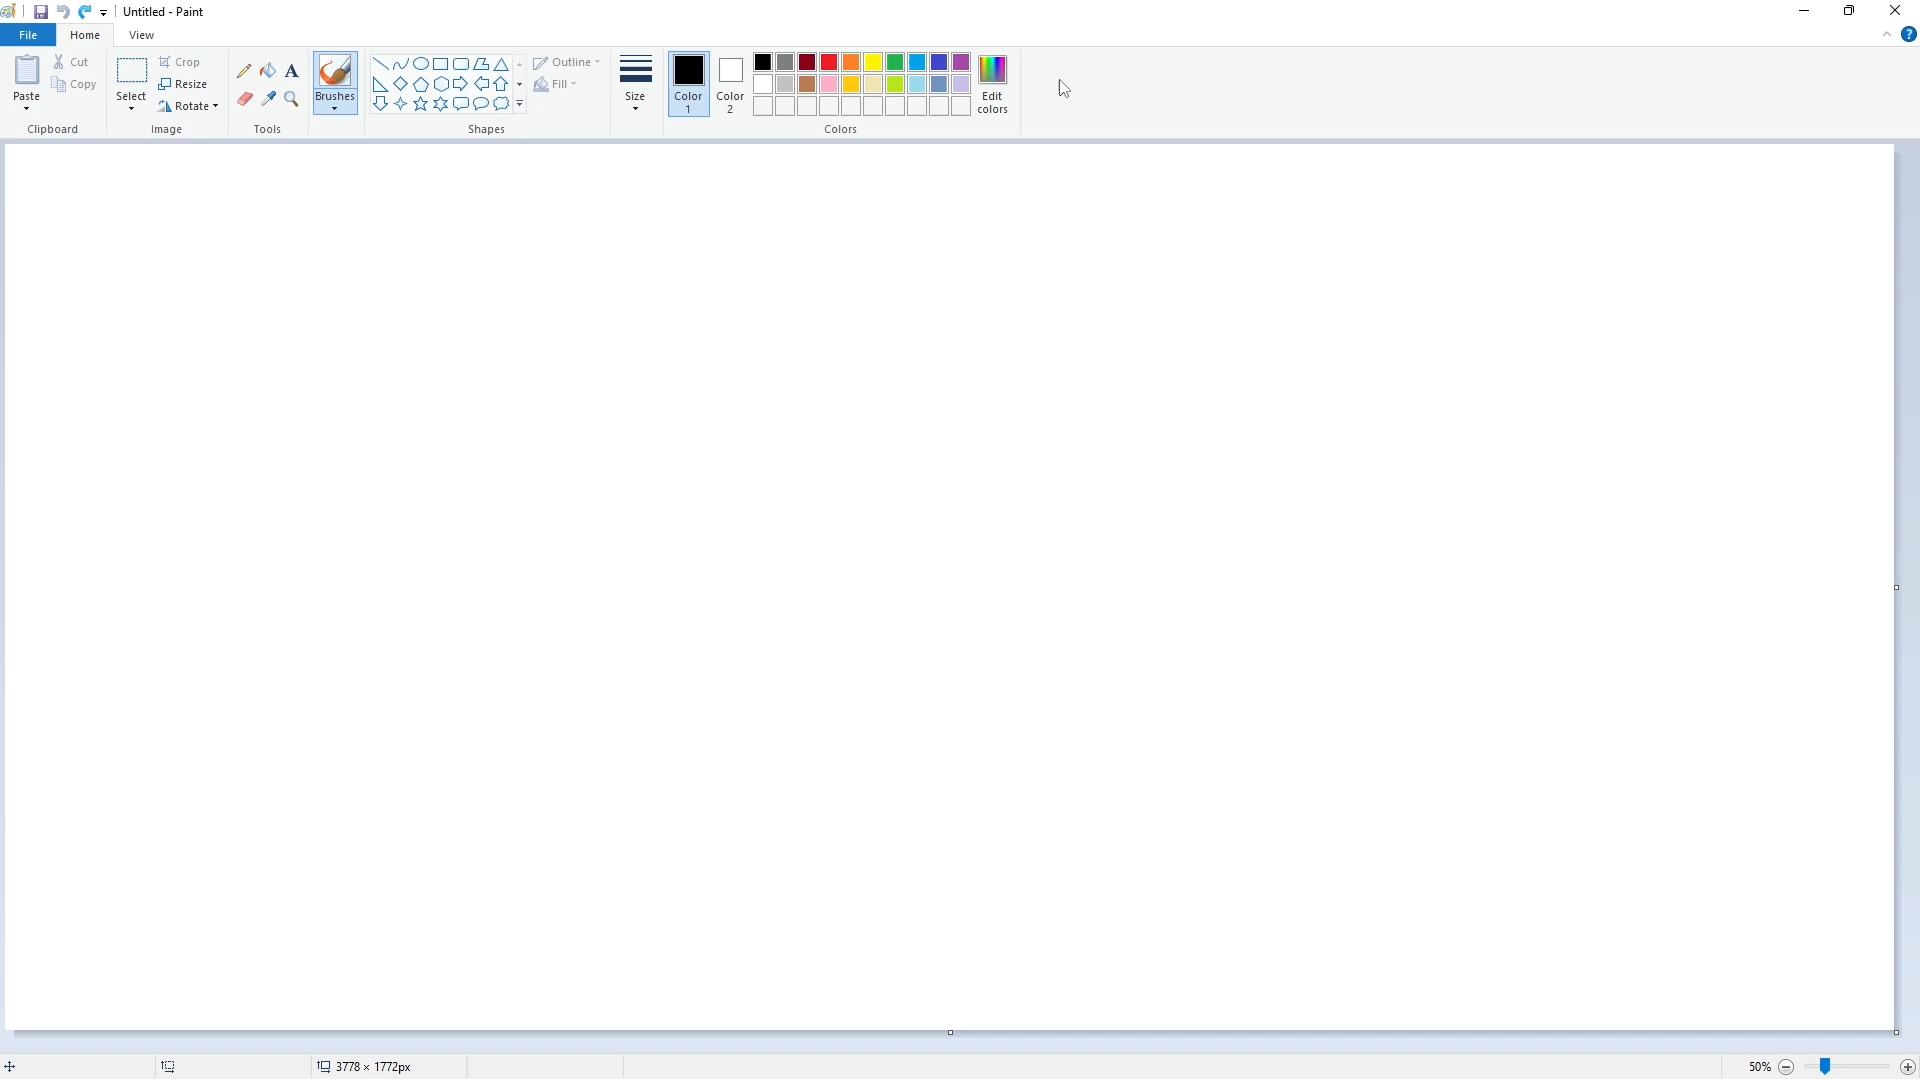 Untitled - Paint
File Home View
Paste Cut Copy
Clipboard
Select Crop Resize Rotate
Image
A
Tools
Brushes
Outline Fill
Shapes
Size
Color 1 Color 2 Edit colors
Colors
?
3778 × 1772px
50%